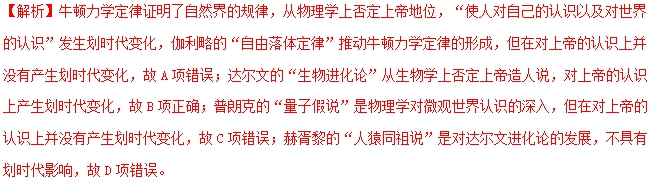 【解析】牛顿力学定律证明了自然界的规律，从物理学上否定上帝地位，“使人对自己的认识以及对世界
的认识”发生划时代变化，伽利略的“自由落体定律”推动牛顿力学定律的形成，但在对上帝的认识上并
没有产生划时代变化，故 A 项错误；达尔文的“生物进化论”从生物学上否定上帝造人说，对上帝的认识
上产生划时代变化，故 B 项正确；普朗克的“量子假说”是物理学对微观世界认识的深入，但在对上帝的
认识上并没有产生划时代变化，故 C 项错误；赫胥黎的“人猿同祖说”是对达尔文进化论的发展，不具有
划时代影响，故 D 项错误。